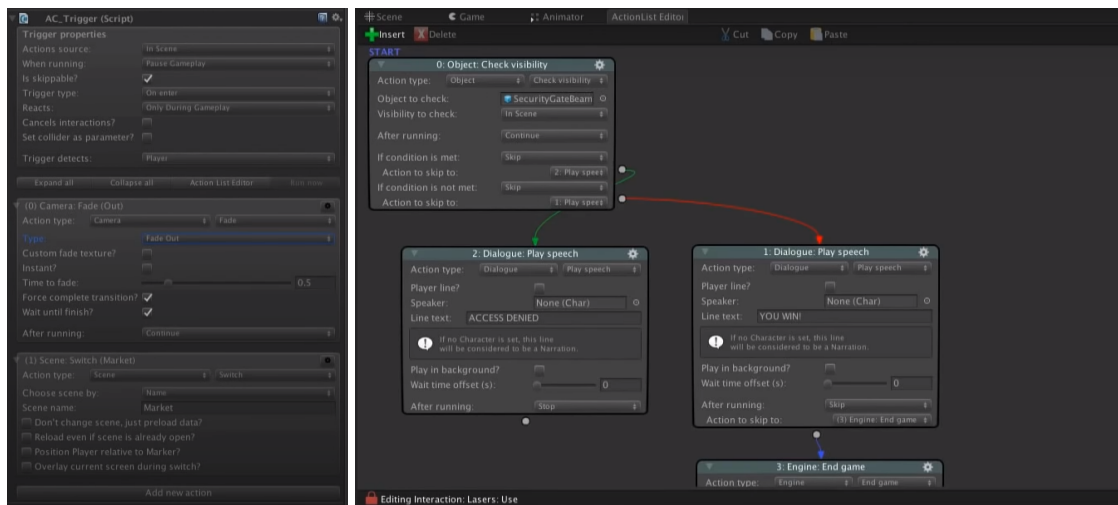 AC_Trigger (Script)
Trigger properties
Actions source: In Scene
When running: Pause Gameplay
Is skippable?
Trigger type: On enter
Reacts: Only During Gameplay
Cancels interactions?
Set collider as parameter?
Trigger detects: Player
Expand all Collapse all Action List Editor Run now
(0) Camera: Fade (Out)
Action type: Camera Fade
Type Fade Out
Custom fade texture?
Instant?
Time to fade: 0.5
Force complete transition?
Wait until finish?
After running: Continue
(1) Scene: Switch (Market)
Action type: Scene Switch
Choose scene by: Name
Scene name: Market
Don't change scene, just preload data?
Reload even if scene is already open?
Position Player relative to Marker?
Overlay current screen during switch?
Add new action
Scene Game Animator ActionList Editor
Insert Delete Cut Copy Paste
START
0: Object: Check visibility
Action type: Object Check visibility
Object to check: SecurityGateBeam
Visibility to check: In Scene
After running: Continue
If condition is met: Skip
Action to skip to: 2: Play speec
If condition is not met: Skip
Action to skip to: 1: Play speec
2: Dialogue: Play speech
Action type: Dialogue Play speech
Player line?
Speaker: None (Char)
Line text: ACCESS DENIED
If no Character is set, this line
will be considered to be a Narration.
Play in background?
Wait time offset (s): 0
After running: Stop
1: Dialogue: Play speech
Action type: Dialogue Play speech
Player line?
Speaker: None (Char)
Line text: YOU WIN!
If no Character is set, this line
will be considered to be a Narration.
Play in background?
Wait time offset (s): 0
After running: Skip
Action to skip to: (3) Engine: End game
3: Engine: End game
Action type: Engine End game
Editing Interaction: Lasers: Use